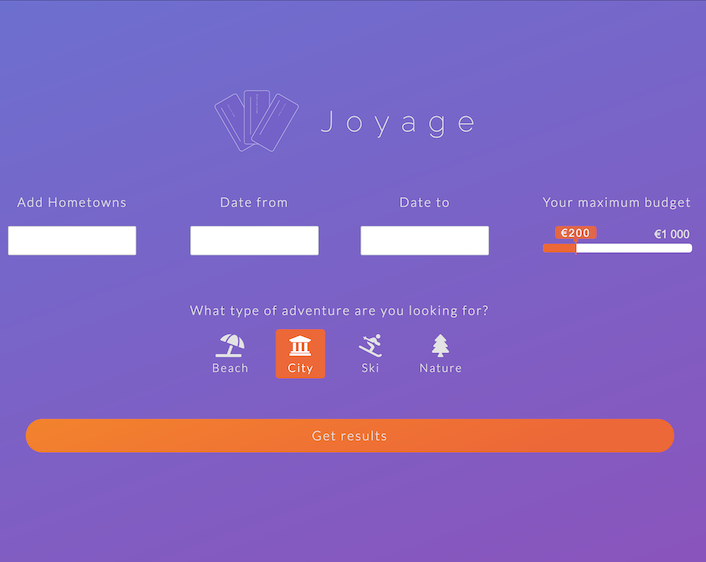 Joyage
Add Hometowns
Date from
Date to
Your maximum budget
€200
€1 000
What type of adventure are you looking for?
Beach
City
Ski
Nature
Get results